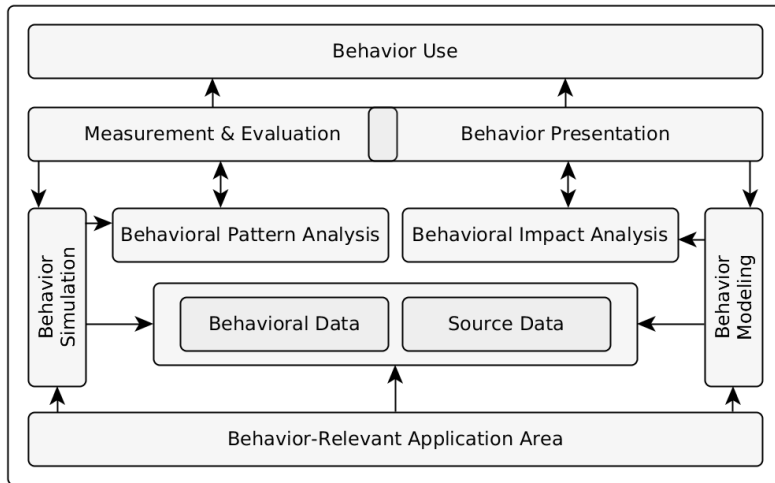 Behavior Use
Measurement & Evaluation
Behavior Presentation
Behavior
Simulation
Behavioral Pattern Analysis
Behavioral Impact Analysis
Behavior
Modeling
Behavioral Data
Source Data
Behavior-Relevant Application Area